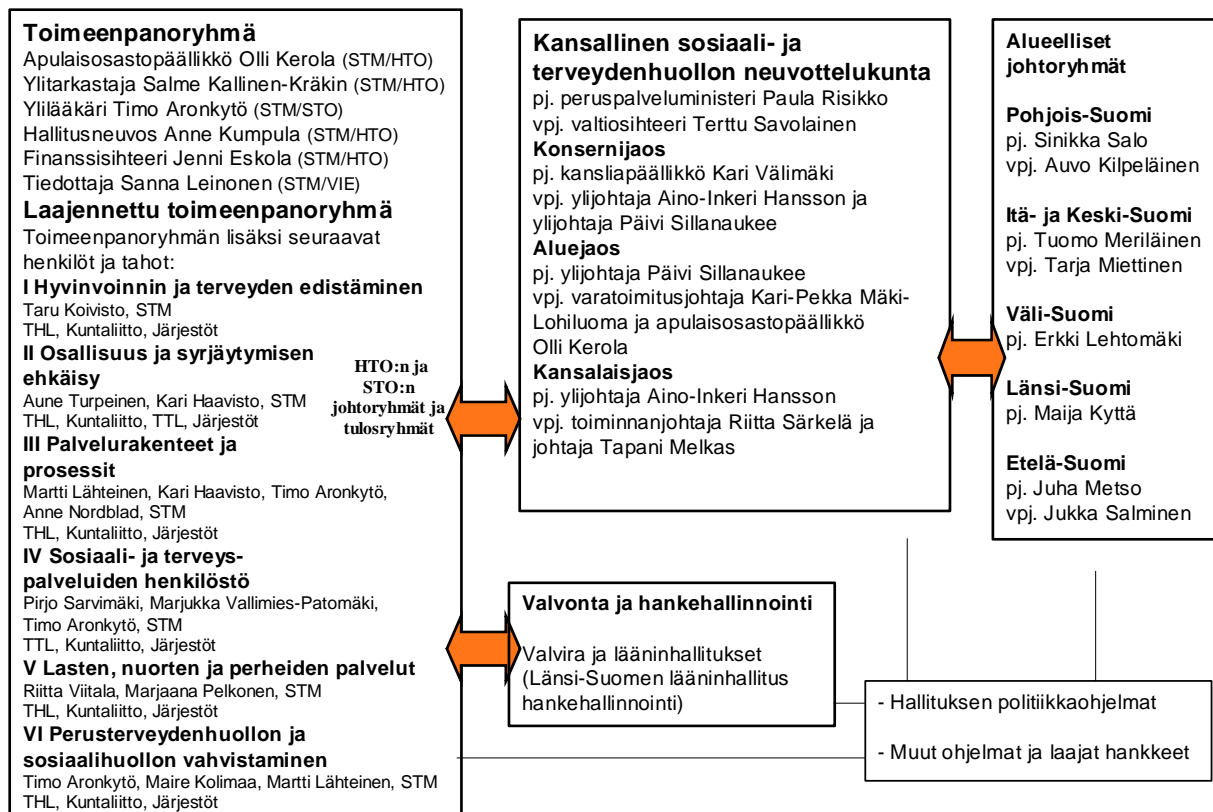 Toimeenpanoryhmä
Apulaisosastopäällikkö Olli Kerola (STM/HTO)
Ylitarkastaja Salme Kallinen-Kräkin (STM/HTO)
Ylilääkäri Timo Aronkytö (STM/STO)
Hallitusneuvos Anne Kumpula (STM/HTO)
Finanssisihteeri Jenni Eskola (STM/HTO)
Tiedottaja Sanna Leinonen (STM/VIE)
Laajennettu toimeenpanoryhmä
Toimeenpanoryhmän lisäksi seuraavat
henkilöt ja tahot:
I Hyvinvoinnin ja terveyden edistäminen
Taru Koivisto, STM
THL, Kuntaliitto, Järjestöt
II Osallisuus ja syrjäytymisen
ehkäisy
Aune Turpeinen, Kari Haavisto, STM
THL, Kuntaliitto, TTL, Järjestöt
III Palvelurakenteet ja
prosessit
Martti Lähteinen, Kari Haavisto, Timo Aronkytö,
Anne Nordblad, STM
THL, Kuntaliitto, Järjestöt
IV Sosiaali- ja terveys-
palveluiden henkilöstö
Pirjo Sarvimäki, Marjukka Vallimies-Patomäki,
Timo Aronkytö, STM
TTL, Kuntaliitto, Järjestöt
V Lasten, nuorten ja perheiden palvelut
Riitta Viitala, Marjaana Pelkonen, STM
THL, Kuntaliitto, Järjestöt
VI Perusterveydenhuollon ja
sosiaalihuollon vahvistaminen
Timo Aronkytö, Maire Kolimaa, Martti Lähteinen, STM
THL, Kuntaliitto, Järjestöt
HTO:n ja
STO:n
johtoryhmät ja
tulosryhmät
Kansallinen sosiaali- ja
terveydenhuollon neuvottelukunta
pj. peruspalveluministeri Paula Risikko
vpj. valtiosihteeri Terttu Savolainen
Konsernijaos
pj. kansliapäällikkö Kari Välimäki
vpj. ylijohtaja Aino-Inkeri Hansson ja
ylijohtaja Päivi Sillanaukee
Aluejaos
pj. ylijohtaja Päivi Sillanaukee
vpj. varatoimitusjohtaja Kari-Pekka Mäki-
Lohiluoma ja apulaisosastopäällikkö
Olli Kerola
Kansalaisjaos
pj. ylijohtaja Aino-Inkeri Hansson
vpj. toiminnanjohtaja Riitta Särkelä ja
johtaja Tapani Melkas
Alueelliset
johtoryhmät
Pohjois-Suomi
pj. Sinikka Salo
vpj. Auvo Kilpeläinen
Itä- ja Keski-Suomi
pj. Tuomo Meriläinen
vpj. Tarja Miettinen
Väli-Suomi
pj. Erkki Lehtomäki
Länsi-Suomi
pj. Maija Kyttä
Etelä-Suomi
pj. Juha Metso
vpj. Jukka Salminen
Valvonta ja hankehallinnointi
Valvira ja lääninhallitukset
(Länsi-Suomen lääninhallitus
hankehallinnointi)
- Hallituksen politiikkaohjelmat
- Muut ohjelmat ja laajat hankkeet